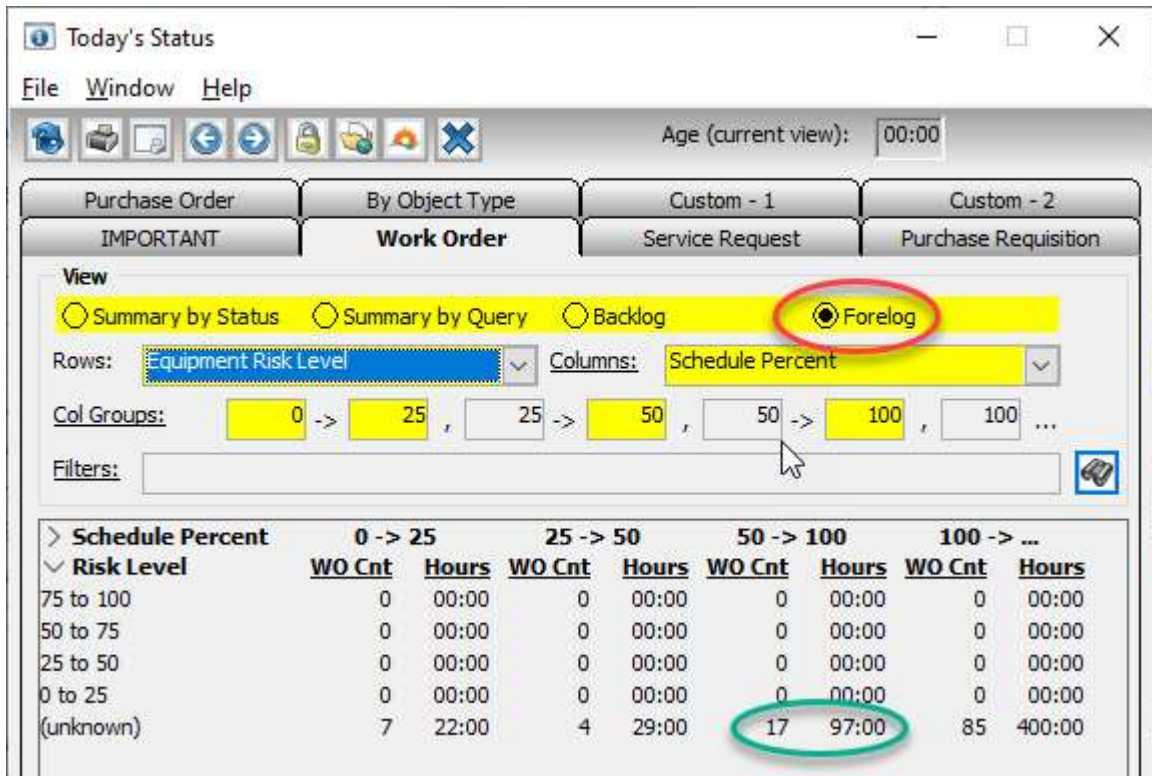 Today's Status
File Window Help
Age (current view): 00:00
Purchase Order By Object Type Custom - 1 Custom - 2
IMPORTANT Work Order Service Request Purchase Requisition
View
Summary by Status Summary by Query Backlog Forelog
Rows: Equipment Risk Level Columns: Schedule Percent
Col Groups: 0 -> 25 , 25 -> 50 , 50 -> 100 , 100 ...
Filters:
> Schedule Percent 0 -> 25 25 -> 50 50 -> 100 100 -> ...
Risk Level WO Cnt Hours WO Cnt Hours WO Cnt Hours WO Cnt Hours
75 to 100 0 00:00 0 00:00 0 00:00 0 00:00
50 to 75 0 00:00 0 00:00 0 00:00 0 00:00
25 to 50 0 00:00 0 00:00 0 00:00 0 00:00
0 to 25 0 00:00 0 00:00 0 00:00 0 00:00
(unknown) 7 22:00 4 29:00 17 97:00 85 400:00